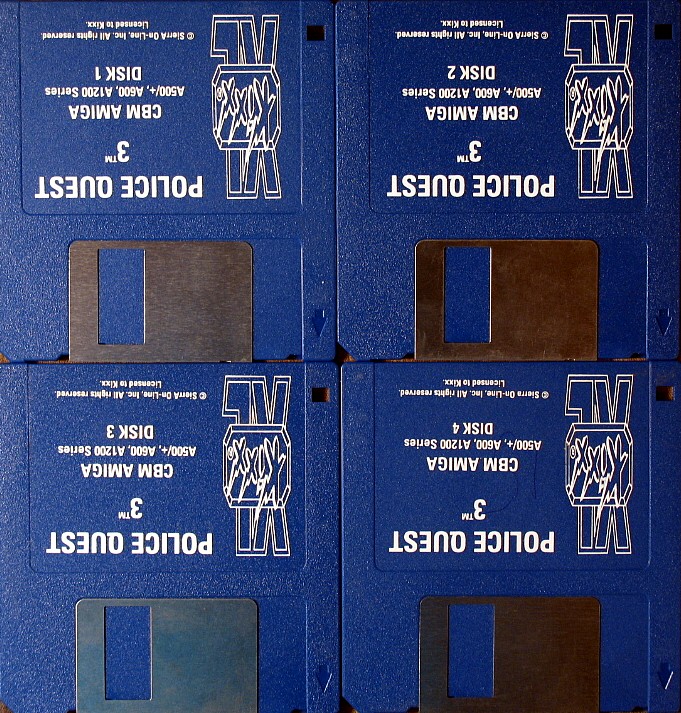 POLICE QUEST
3™
CBM AMIGA
A500/+, A600, A1200 Series
DISK 1
© SierrA On-Line, Inc. All rights reserved.
Licensed to Kixx.
POLICE QUEST
3™
CBM AMIGA
A500/+, A600, A1200 Series
DISK 2
© SierrA On-Line, Inc. All rights reserved.
Licensed to Kixx.
POLICE QUEST
3™
CBM AMIGA
A500/+, A600, A1200 Series
DISK 3
© SierrA On-Line, Inc. All rights reserved.
Licensed to Kixx.
POLICE QUEST
3™
CBM AMIGA
A500/+, A600, A1200 Series
DISK 4
© SierrA On-Line, Inc. All rights reserved.
Licensed to Kixx.